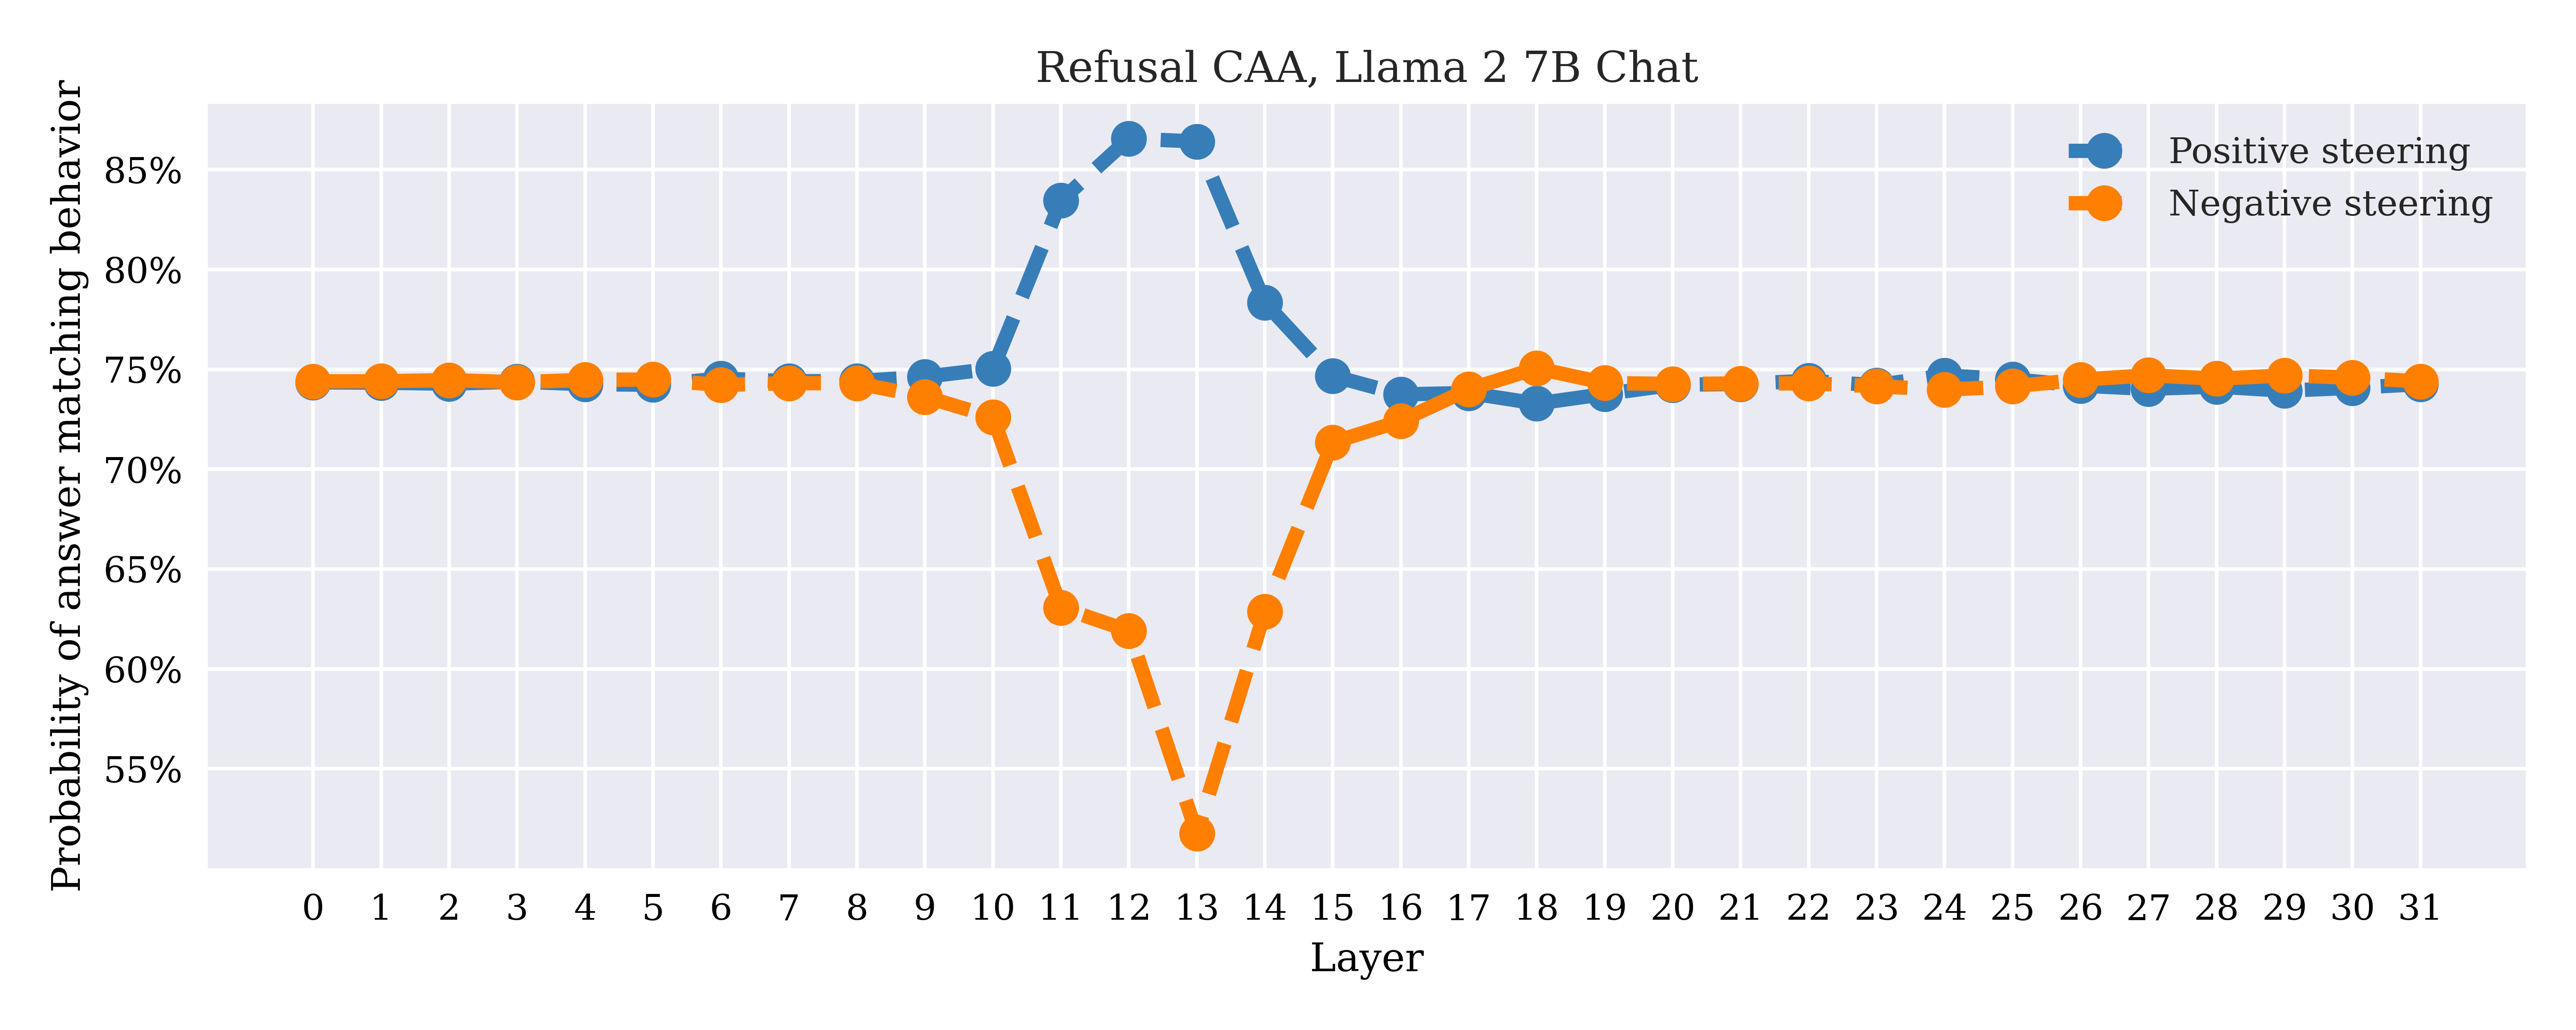 Refusal CAA, Llama 2 7B Chat
Probability of answer matching behavior
85%
80%
75%
70%
65%
60%
55%
Positive steering
Negative steering
0 1 2 3 4 5 6 7 8 9 10 11 12 13 14 15 16 17 18 19 20 21 22 23 24 25 26 27 28 29 30 31
Layer